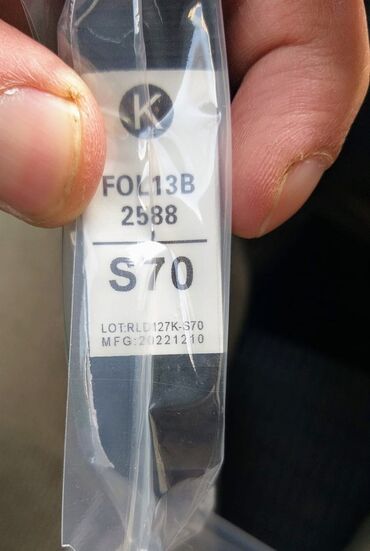 K
FOL13B
2588
S70
LOT:RLD127K-S70
MFG:20221210